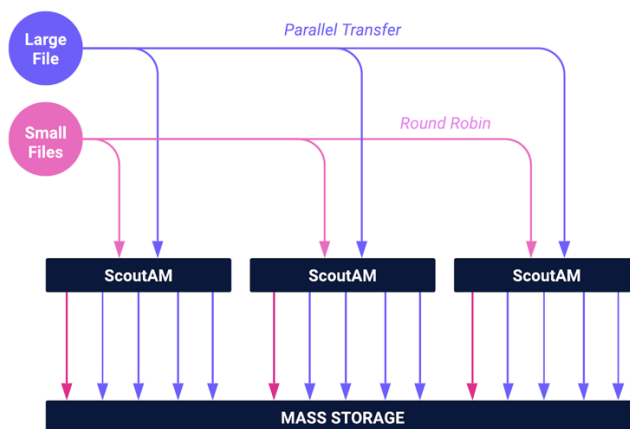 Large
File
Parallel Transfer
Small
Files
Round Robin
ScoutAM
ScoutAM
ScoutAM
MASS STORAGE